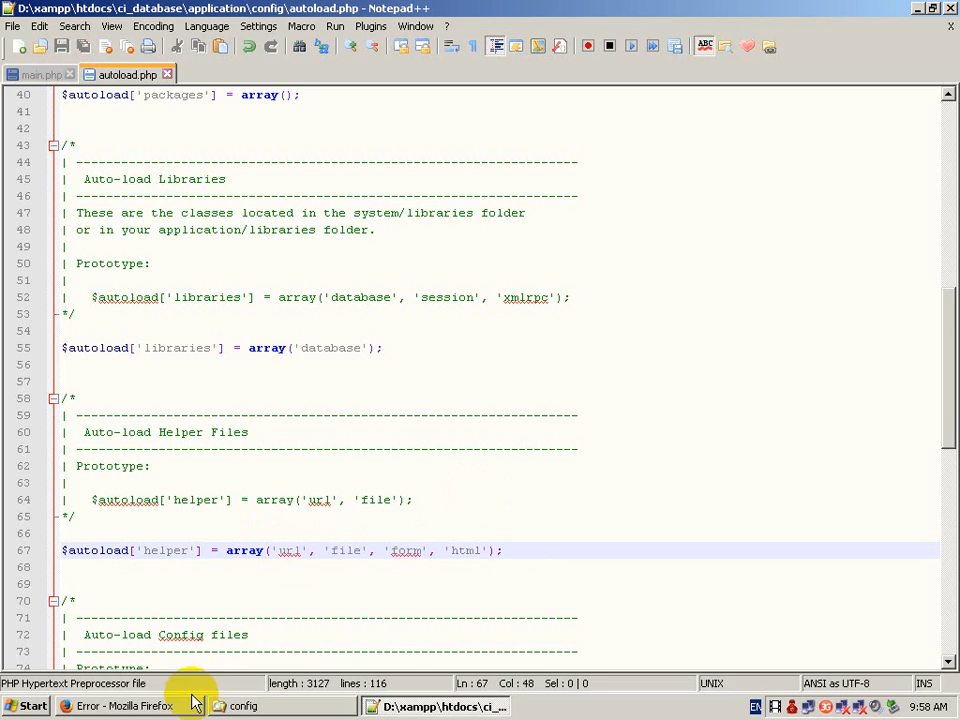 D:\xampp\htdocs\ci_database\application\config\autoload.php - Notepad++
File Edit Search View Encoding Language Settings Macro Run Plugins Window ? X
main.php autoload.php
40 $autoload['packages'] = array();
41
42
43 /*
44 | -------------------------------------------------------------------
45 |  Auto-load Libraries
46 | -------------------------------------------------------------------
47 | These are the classes located in the system/libraries folder
48 | or in your application/libraries folder.
49 |
50 | Prototype:
51 |
52 |   $autoload['libraries'] = array('database', 'session', 'xmlrpc');
53 */
54
55 $autoload['libraries'] = array('database');
56
57
58 /*
59 | -------------------------------------------------------------------
60 |  Auto-load Helper Files
61 | -------------------------------------------------------------------
62 | Prototype:
63 |
64 |   $autoload['helper'] = array('url', 'file');
65 */
66
67 $autoload['helper'] = array('url', 'file', 'form', 'html');
68
69
70 /*
71 | -------------------------------------------------------------------
72 |  Auto-load Config files
73 | -------------------------------------------------------------------
74 | Prototype:
PHP Hypertext Preprocessor file length : 3127 lines : 116 Ln : 67 Col : 48 Sel : 0 | 0 UNIX ANSI as UTF-8 INS
Start Error - Mozilla Firefox config D:\xampp\htdocs\ci_... EN 9:58 AM